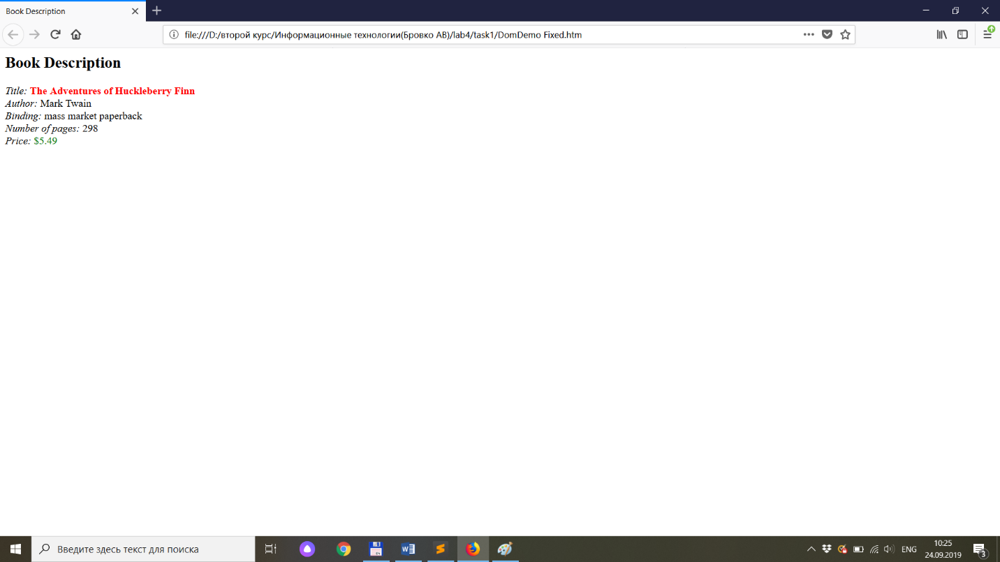 Book Description
file:///D:/второй курс/Информационные технологии(Бровко АВ)/lab4/task1/DomDemo Fixed.htm
Book Description
Title: The Adventures of Huckleberry Finn
Author: Mark Twain
Binding: mass market paperback
Number of pages: 298
Price: $5.49
Введите здесь текст для поиска
ENG
10:25
24.09.2019
3